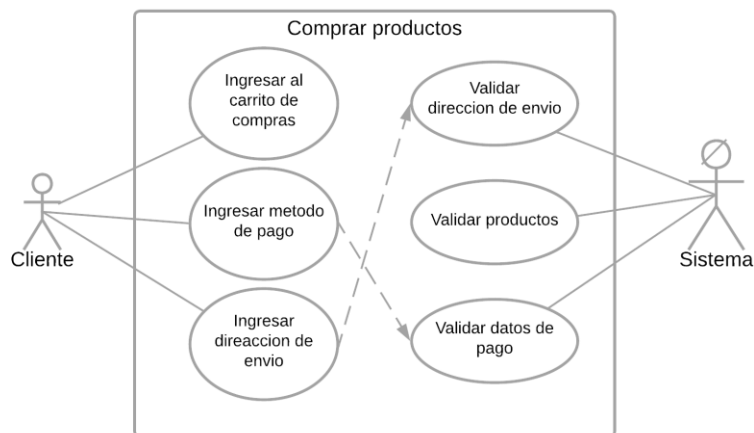 Comprar productos
Ingresar al
carrito de
compras
Validar
direccion de envio
Ingresar metodo
de pago
Validar productos
Cliente
Sistema
Ingresar
direaccion de
envio
Validar datos de
pago